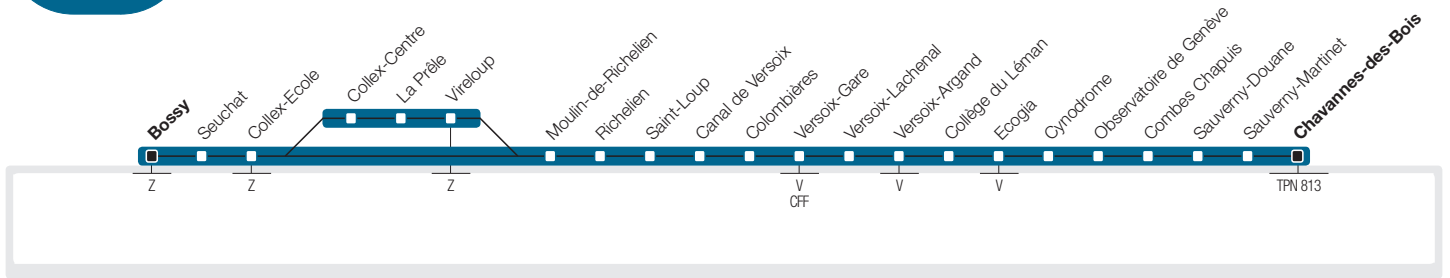 Bossy
Seuchat
Collex-Ecole
Collex-Centre
La Prêle
Vireloup
Moulin-de-Richelien
Richelien
Saint-Loup
Canal de Versoix
Colombières
Versoix-Gare
Versoix-Lachenal
Versoix-Argand
Collège du Léman
Ecogia
Cynodrome
Observatoire de Genève
Combes Chapuis
Sauverny-Douane
Sauverny-Martinet
Chavannes-des-Bois
Z
Z
Z
V
CFF
V
V
TPN 813